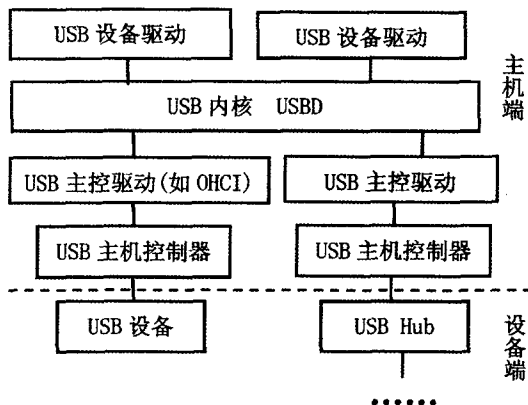 USB 设备驱动
USB 设备驱动
主机端
USB 内核 USBD
USB 主控驱动(如 OHCI)
USB 主控驱动
USB 主机控制器
USB 主机控制器
USB 设备
USB Hub
设备端
••••••